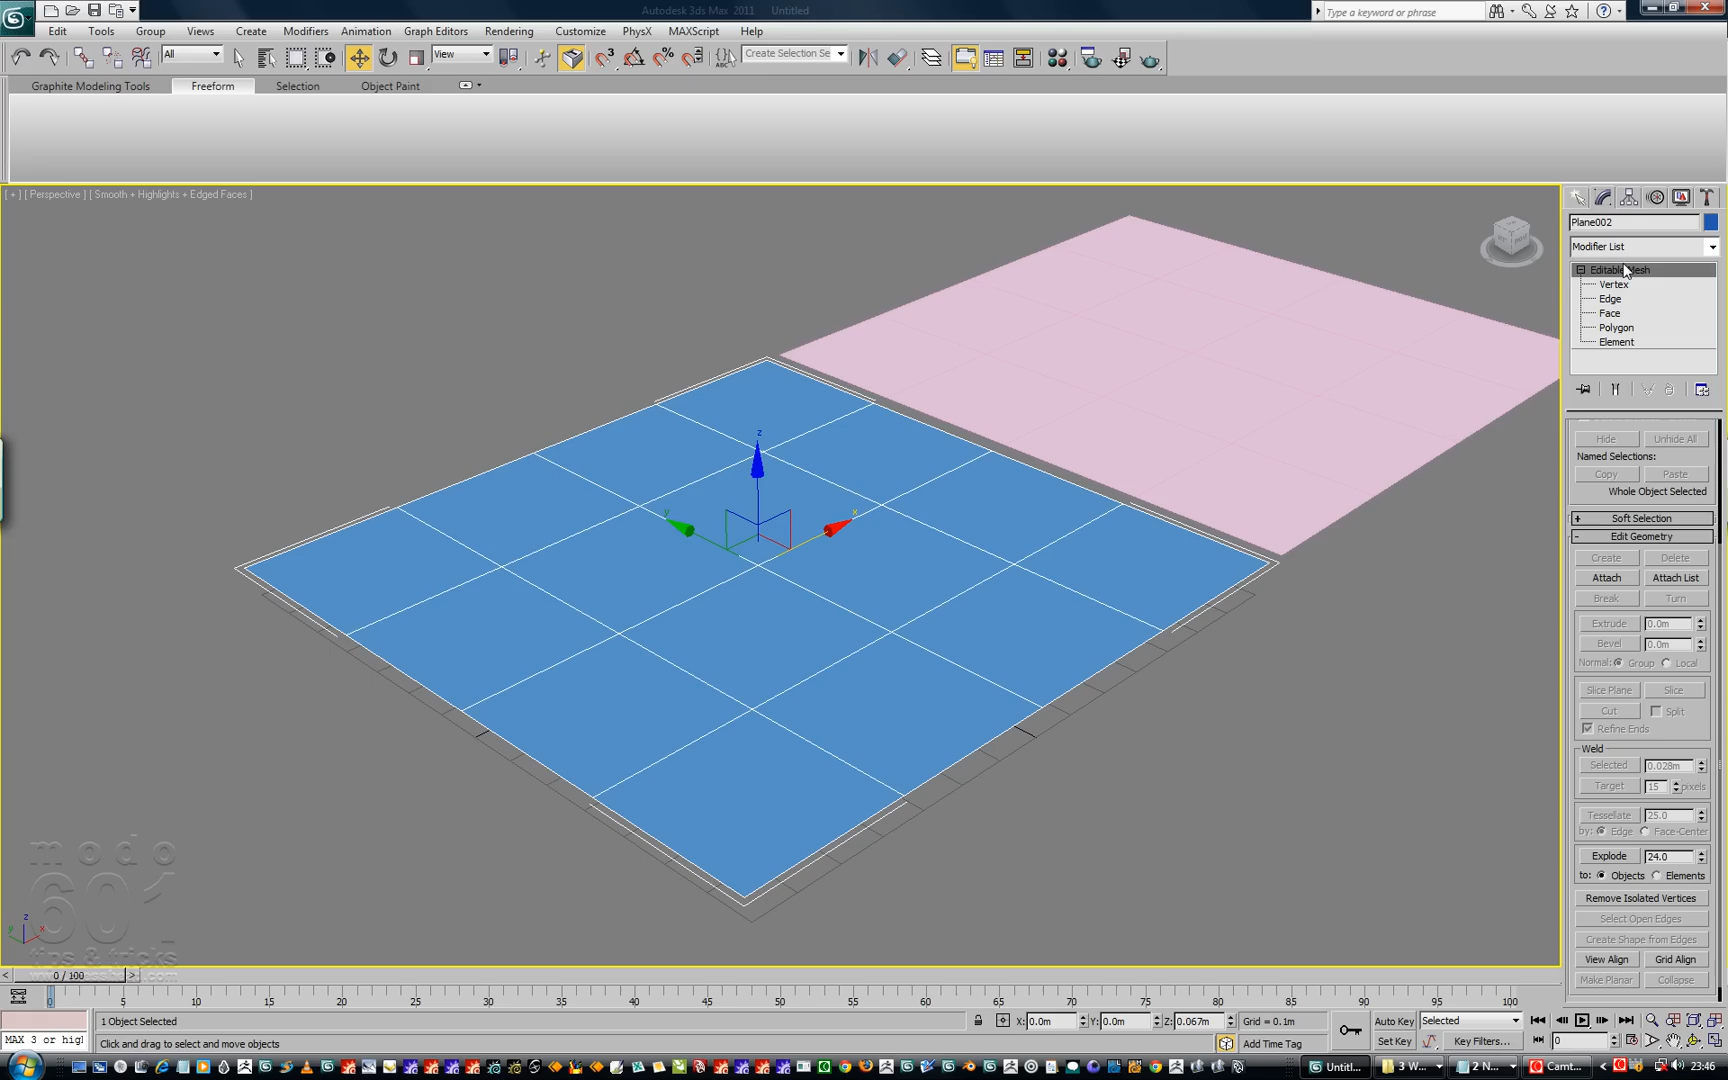 Autodesk 3ds Max 2011 Untitled
Type a keyword or phrase
Edit Tools Group Views Create Modifiers Animation Graph Editors Rendering Customize PhysX MAXScript Help
All
View
3
Create Selection Se
Graphite Modeling Tools Freeform Selection Object Paint
[ + ] [ Perspective ] [ Smooth + Highlights + Edged Faces ]
Plane002
Modifier List
Editable Mesh
Vertex
Edge
Face
Polygon
Element
Hide Unhide All
Named Selections:
Copy Paste
Whole Object Selected
+ Soft Selection
- Edit Geometry
Create Delete
Attach Attach List
Break Turn
Extrude 0.0m
Bevel 0.0m
Normal: Group Local
Slice Plane Slice
Cut Split
Refine Ends
Weld
Selected 0.028m
Target 15 pixels
Tessellate 25.0
by: Edge Face-Center
Explode 24.0
to: Objects Elements
Remove Isolated Vertices
Select Open Edges
Create Shape from Edges
View Align Grid Align
Make Planar Collapse
z
y
x
modo
601
tips & tricks
z
y x
< 0 / 100 >
0 5 10 15 20 25 30 35 40 45 50 55 60 65 70 75 80 85 90 95 100
1 Object Selected
X: 0.0m Y: 0.0m Z: 0.067m Grid = 0.1m
Auto Key Selected
MAX 3 or higl
Click and drag to select and move objects
Add Time Tag
Set Key Key Filters...
0
Untitl...
3 W...
2 N...
Camt...
23:46